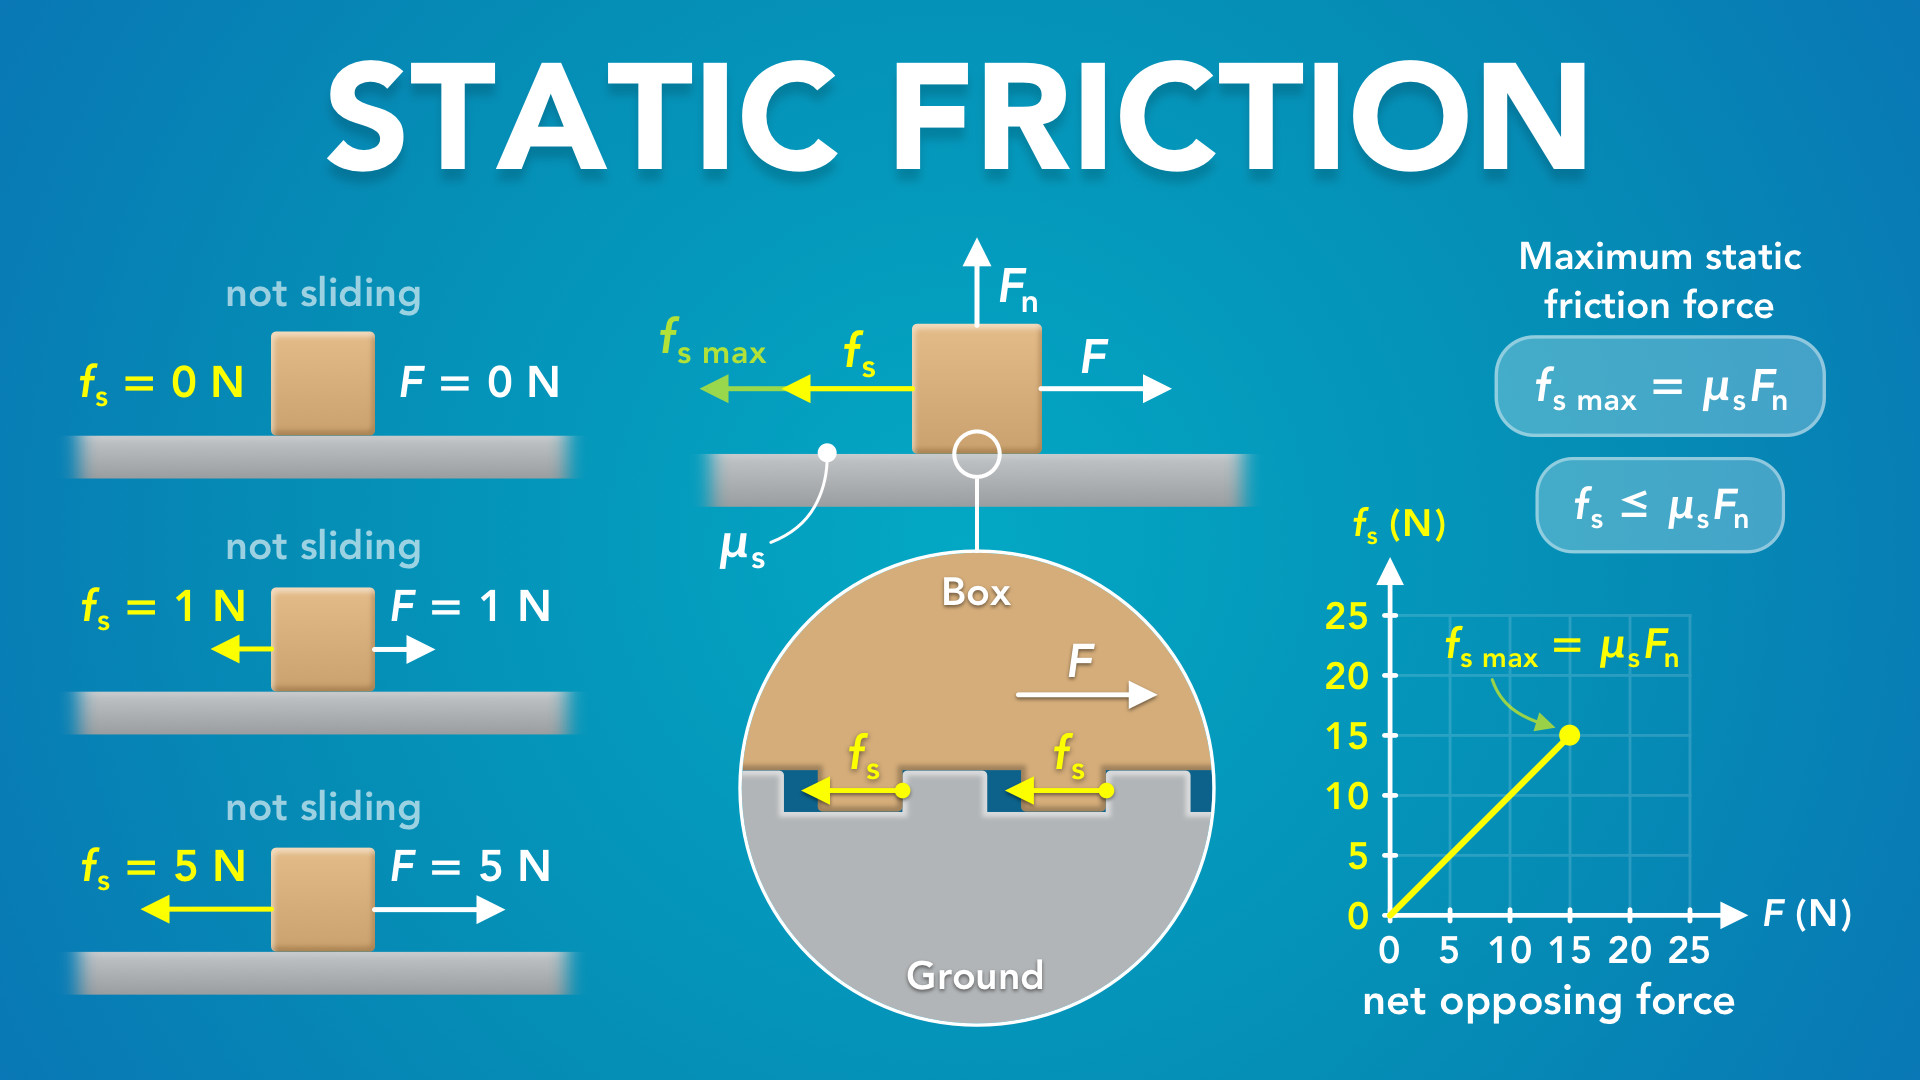 STATIC FRICTION
not sliding
fs = 0 N
F = 0 N
not sliding
fs = 1 N
F = 1 N
not sliding
fs = 5 N
F = 5 N
Fn
fs max
fs
F
μs
Box
F
fs
fs
Ground
Maximum static
friction force
fs max = μsFn
fs ≤ μsFn
fs (N)
25
20
15
10
5
0
fs max = μsFn
0 5 10 15 20 25
F (N)
net opposing force